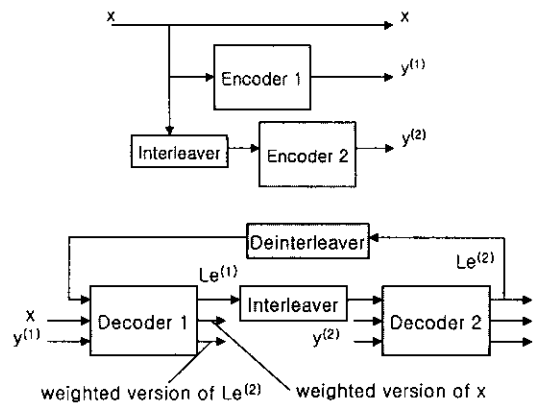 x x
Encoder 1 y(1)
Interleaver Encoder 2 y(2)
Deinterleaver
Le(1) Le(2)
x Decoder 1 Interleaver Decoder 2
y(1) y(2)
weighted version of Le(2) weighted version of x